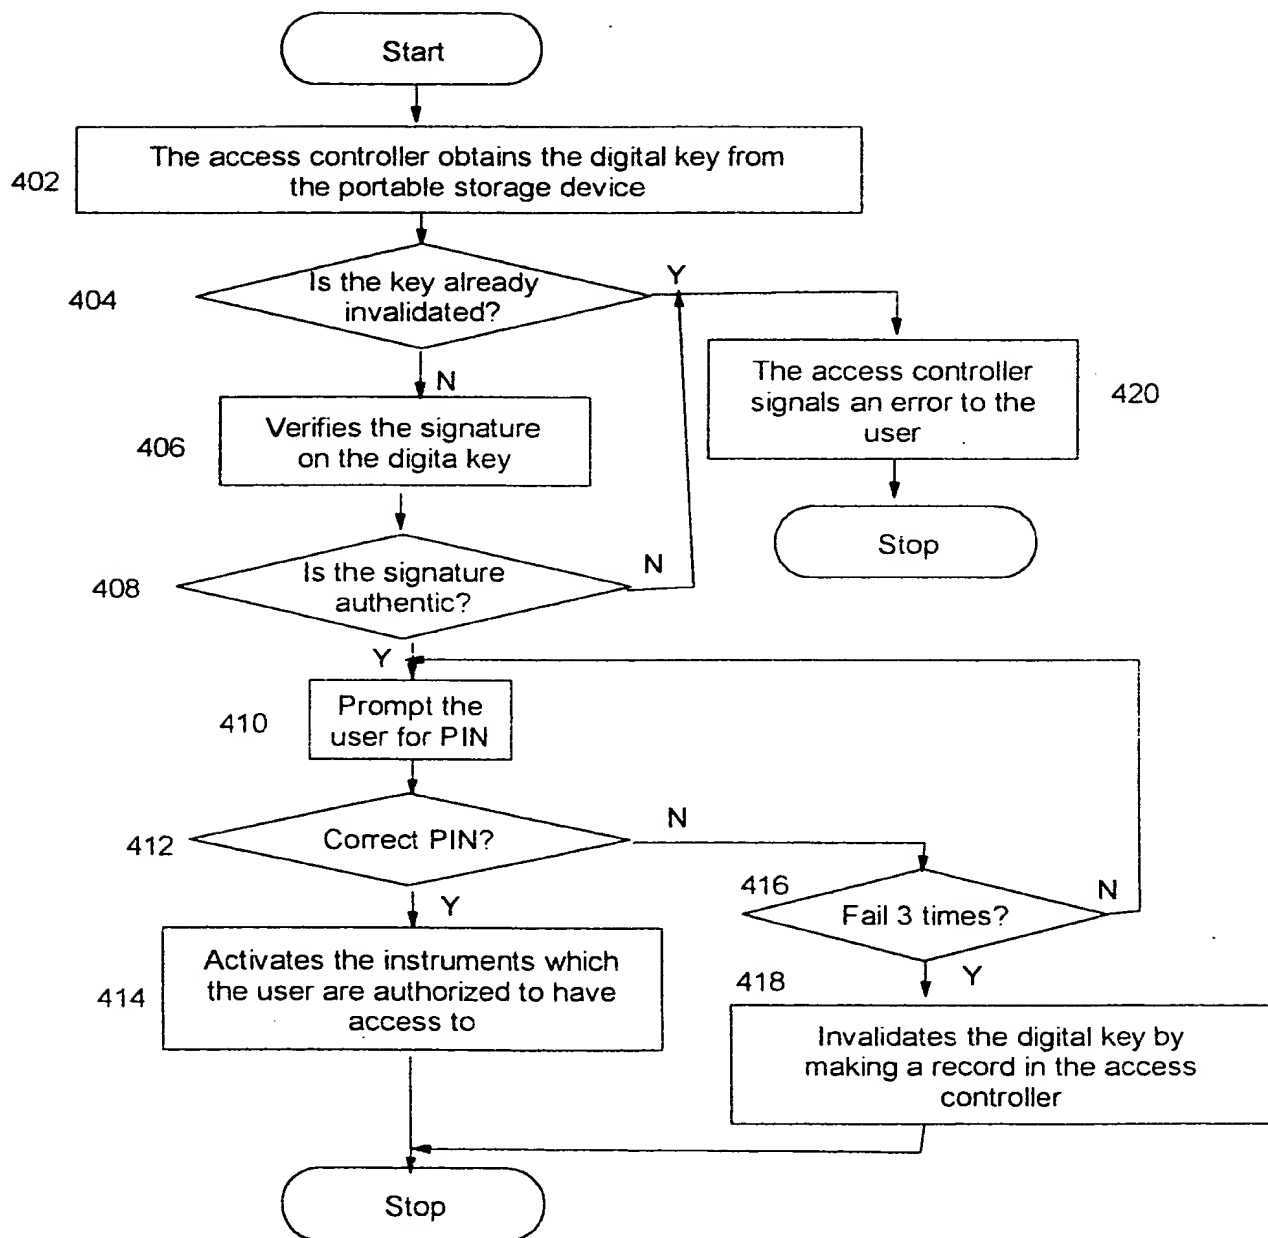 Start
402
The access controller obtains the digital key from
the portable storage device
404
Is the key already
invalidated?
Y
N
The access controller
signals an error to the
user
420
Stop
406
Verifies the signature
on the digita key
408
Is the signature
authentic?
N
Y
410
Prompt the
user for PIN
412
Correct PIN?
N
Y
416
Fail 3 times?
N
Y
414
Activates the instruments which
the user are authorized to have
access to
418
Invalidates the digital key by
making a record in the access
controller
Stop